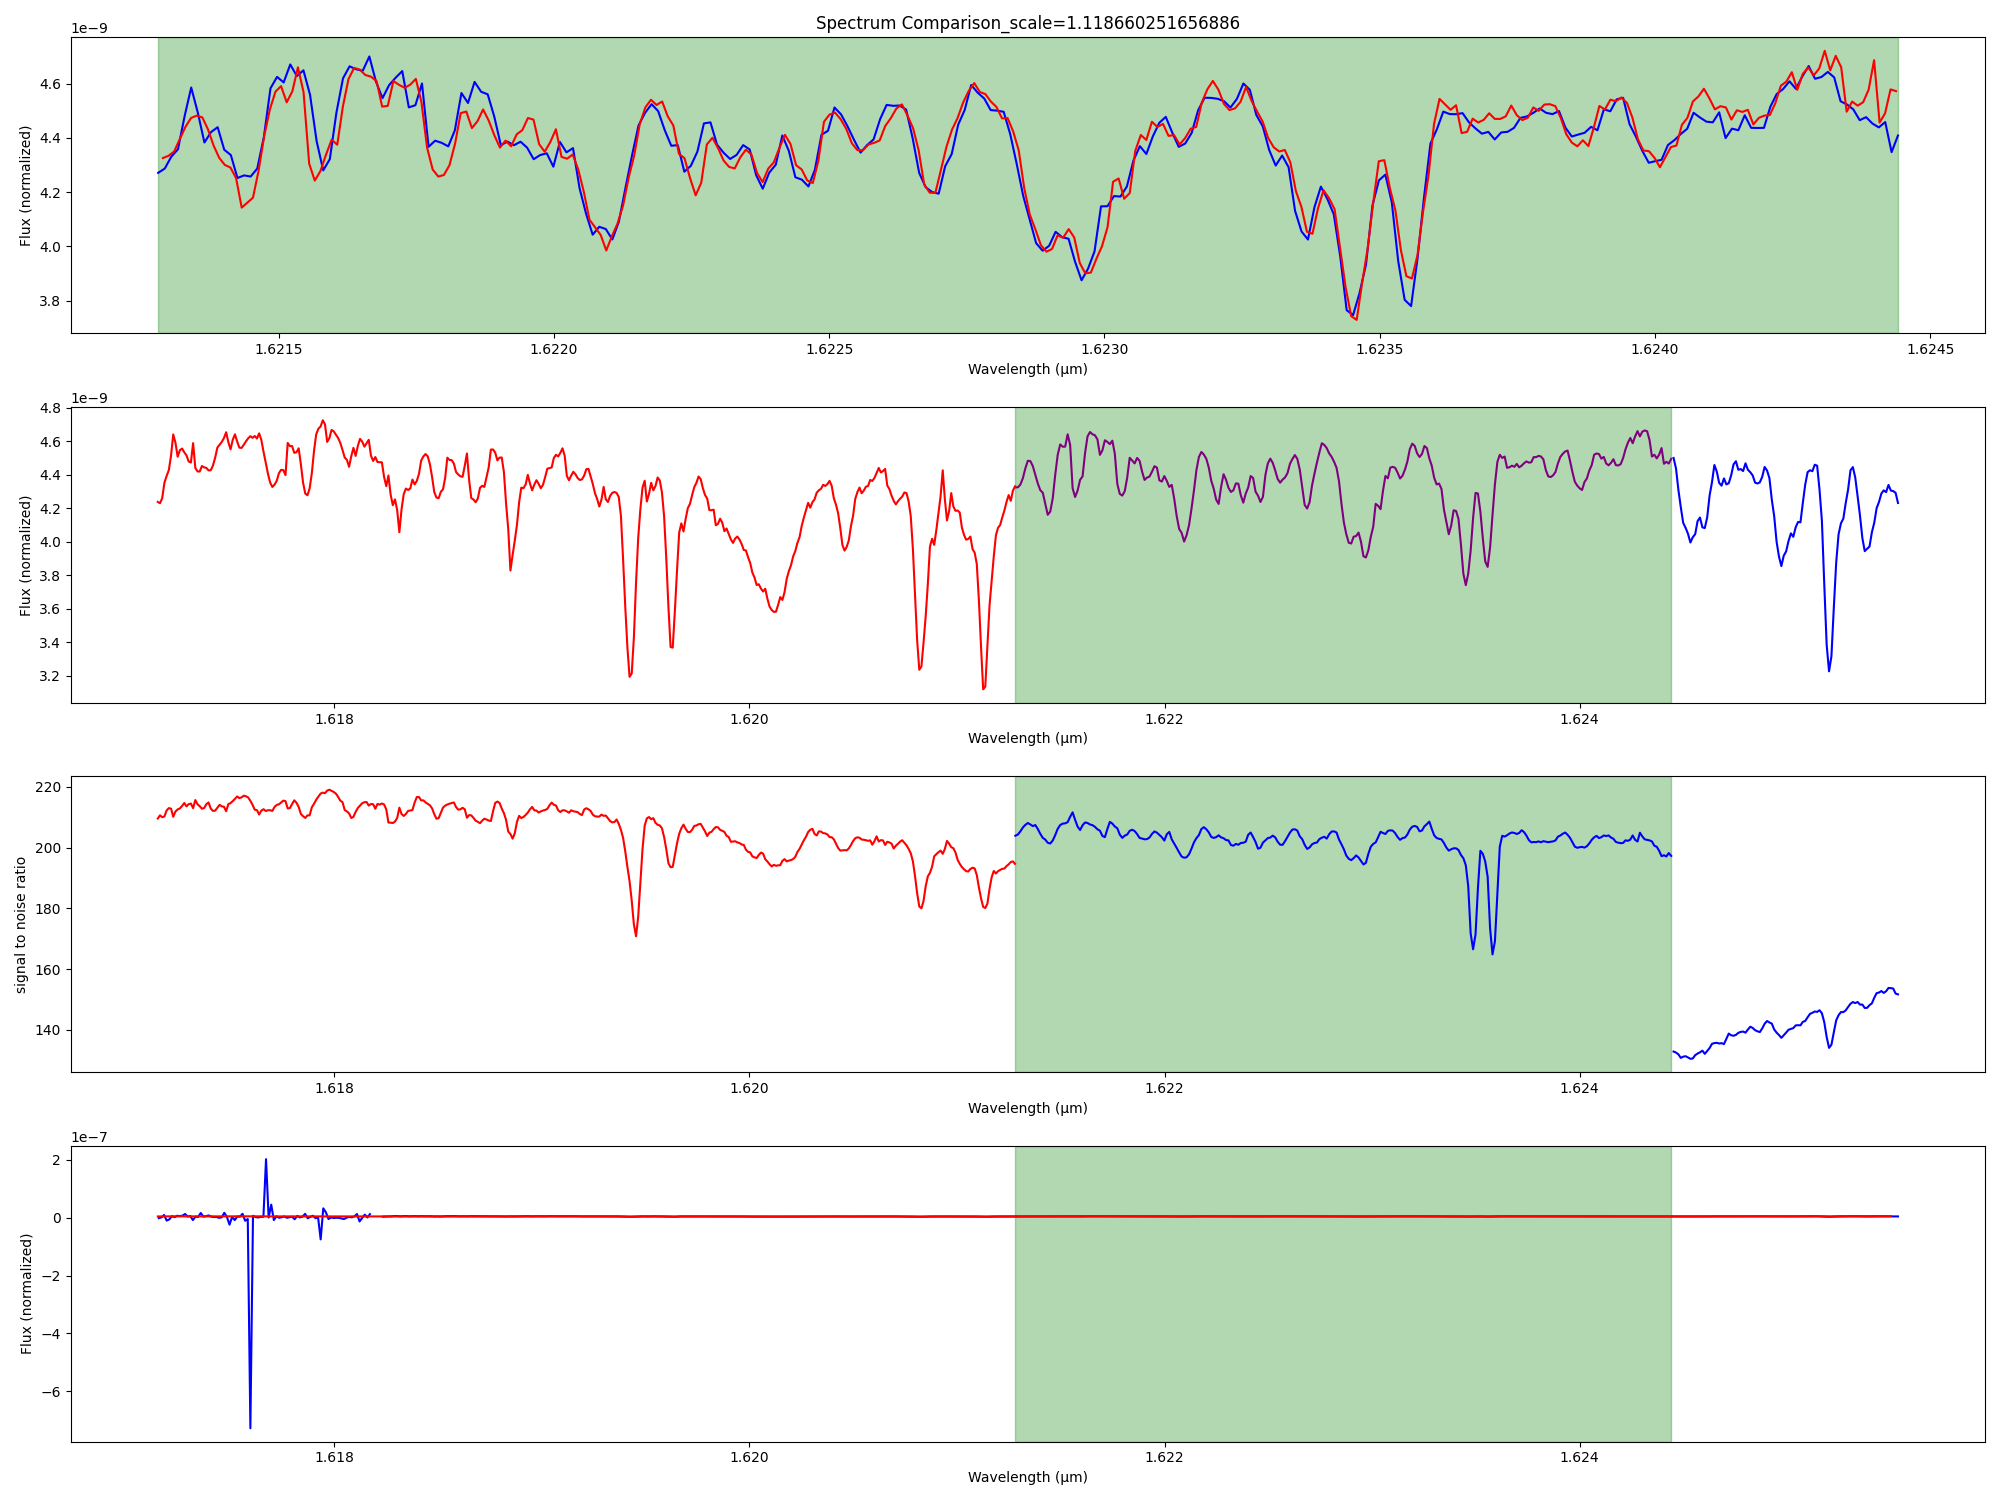 Spectrum Comparison_scale=1.118660251656886
1e−9
4.6
4.4
4.2
4.0
3.8
Flux (normalized)
1.6215 1.6220 1.6225 1.6230 1.6235 1.6240 1.6245
Wavelength (μm)
1e−9
4.8
4.6
4.4
4.2
4.0
3.8
3.6
3.4
3.2
Flux (normalized)
1.618 1.620 1.622 1.624
Wavelength (μm)
220
200
180
160
140
signal to noise ratio
1.618 1.620 1.622 1.624
Wavelength (μm)
1e−7
2
0
−2
−4
−6
Flux (normalized)
1.618 1.620 1.622 1.624
Wavelength (μm)